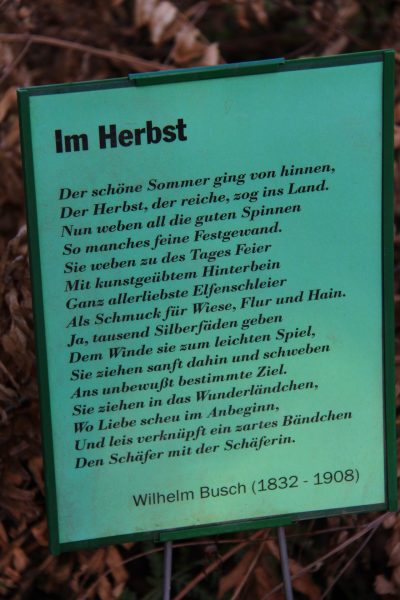 Im Herbst
Der schöne Sommer ging von hinnen,
Der Herbst, der reiche, zog ins Land.
Nun weben all die guten Spinnen
So manches feine Festgewand.
Sie weben zu des Tages Feier
Mit kunstgeübtem Hinterbein
Ganz allerliebste Elfenschleier
Als Schmuck für Wiese, Flur und Hain.
Ja, tausend Silberfäden geben
Dem Winde sie zum leichten Spiel,
Sie ziehen sanft dahin und schweben
Ans unbewußt bestimmte Ziel.
Sie ziehen in das Wunderländchen,
Wo Liebe scheu im Anbeginn,
Und leis verknüpft ein zartes Bändchen
Den Schäfer mit der Schäferin.
Wilhelm Busch (1832 - 1908)